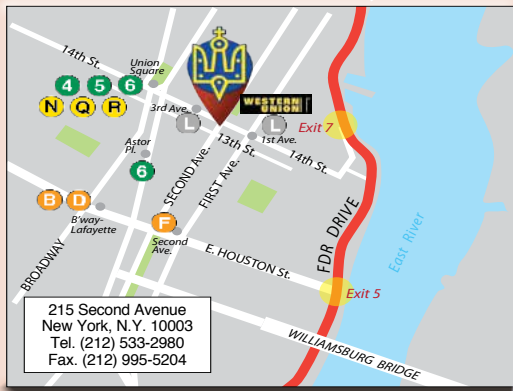 14th St.
Union
Square
4 5 6
N Q R
3rd Ave.
L
WESTERN
UNION
L
Exit 7
1st Ave.
13th St.
14th St.
Astor
Pl.
6
SECOND Ave.
FIRST Ave.
B D
B'way-
Lafayette
F
Second
Ave.
BROADWAY
E. HOUSTON St.
FDR DRIVE
East River
Exit 5
WILLIAMSBURG BRIDGE
215 Second Avenue
New York, N.Y. 10003
Tel. (212) 533-2980
Fax. (212) 995-5204